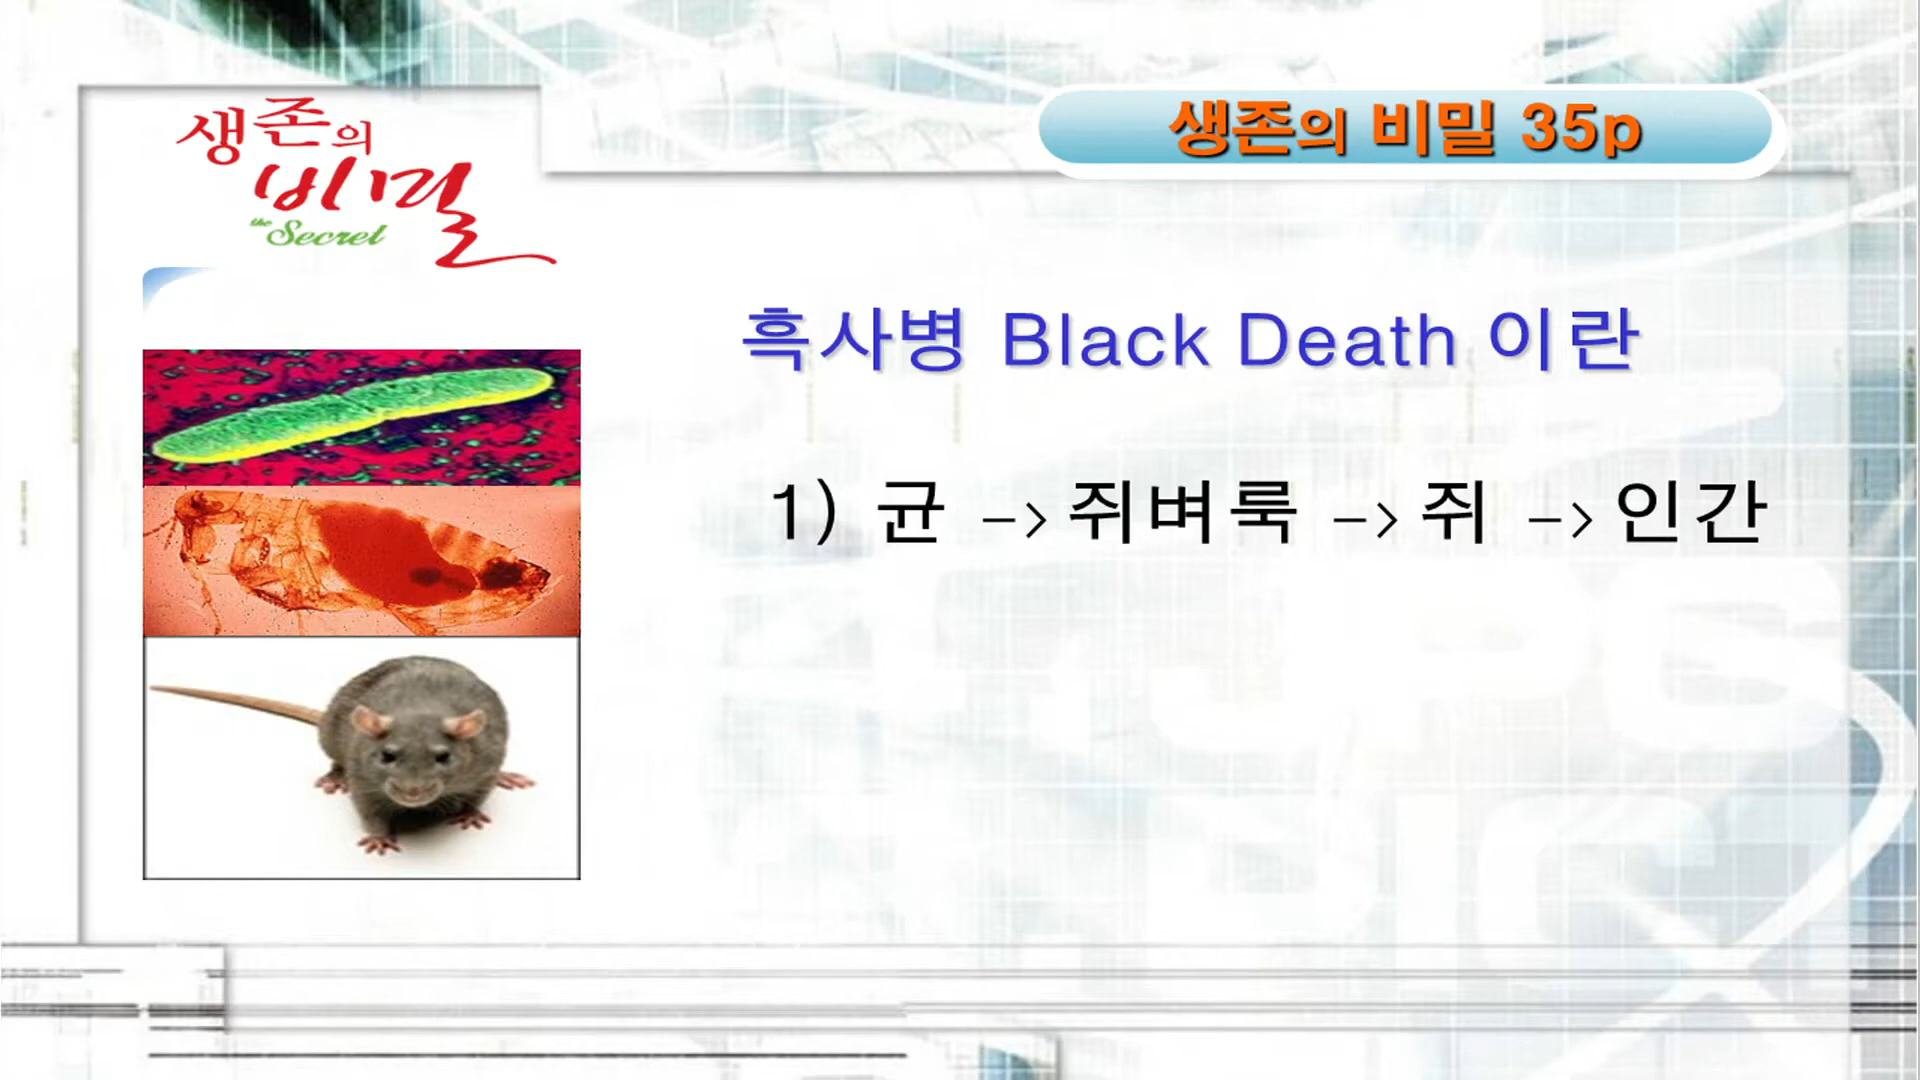 생존의
비밀
the Secret
생존의 비밀 35p
흑사병 Black Death 이란
1) 균 -> 쥐벼룩 -> 쥐 -> 인간